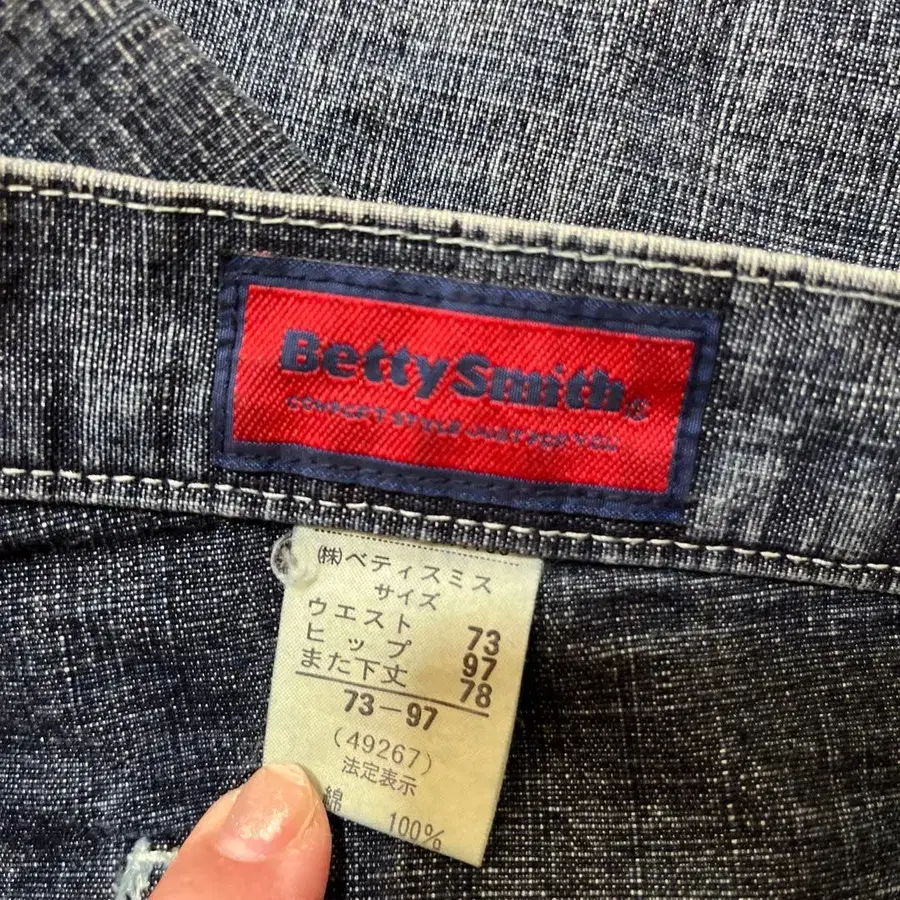 BettySmith®
COMFORT STYLE JUST FOR YOU
(株)ベティスミス
サイズ
ウエスト 73
ヒップ 97
また下丈 78
73-97
(49267)
法定表示
綿 100%